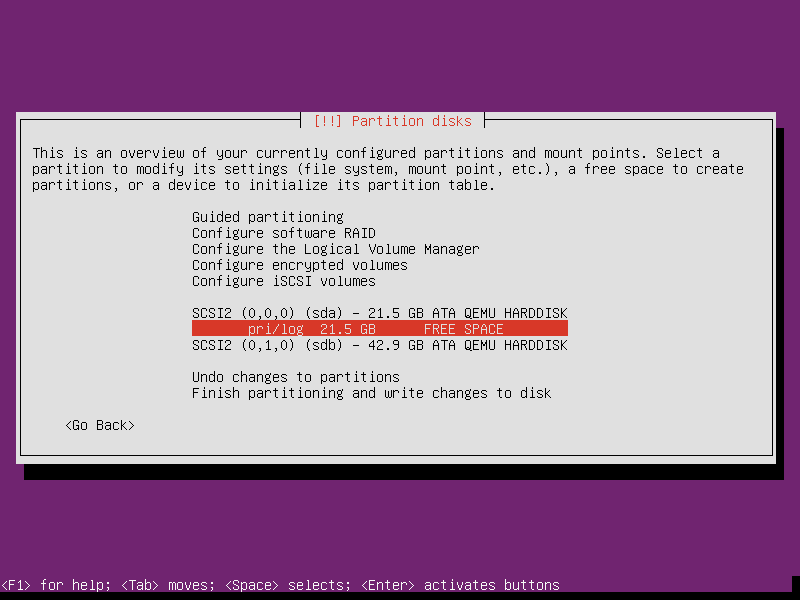 [!!] Partition disks
This is an overview of your currently configured partitions and mount points. Select a
partition to modify its settings (file system, mount point, etc.), a free space to create
partitions, or a device to initialize its partition table.
Guided partitioning
Configure software RAID
Configure the Logical Volume Manager
Configure encrypted volumes
Configure iSCSI volumes
SCSI2 (0,0,0) (sda) - 21.5 GB ATA QEMU HARDDISK
pri/log 21.5 GB FREE SPACE
SCSI2 (0,1,0) (sdb) - 42.9 GB ATA QEMU HARDDISK
Undo changes to partitions
Finish partitioning and write changes to disk
<Go Back>
<F1> for help; <Tab> moves; <Space> selects; <Enter> activates buttons